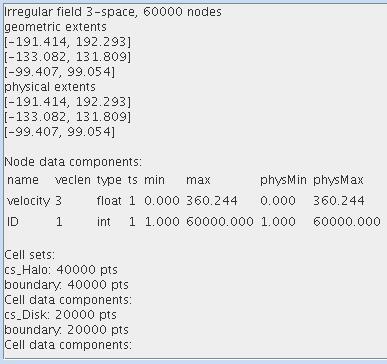 Irregular field 3-space, 60000 nodes
geometric extents
[-191.414, 192.293]
[-133.082, 131.809]
[-99.407, 99.054]
physical extents
[-191.414, 192.293]
[-133.082, 131.809]
[-99.407, 99.054]
Node data components:
name veclen type ts min max physMin physMax
velocity 3 float 1 0.000 360.244 0.000 360.244
ID 1 int 1 1.000 60000.000 1.000 60000.000
Cell sets:
cs_Halo: 40000 pts
boundary: 40000 pts
Cell data components:
cs_Disk: 20000 pts
boundary: 20000 pts
Cell data components: